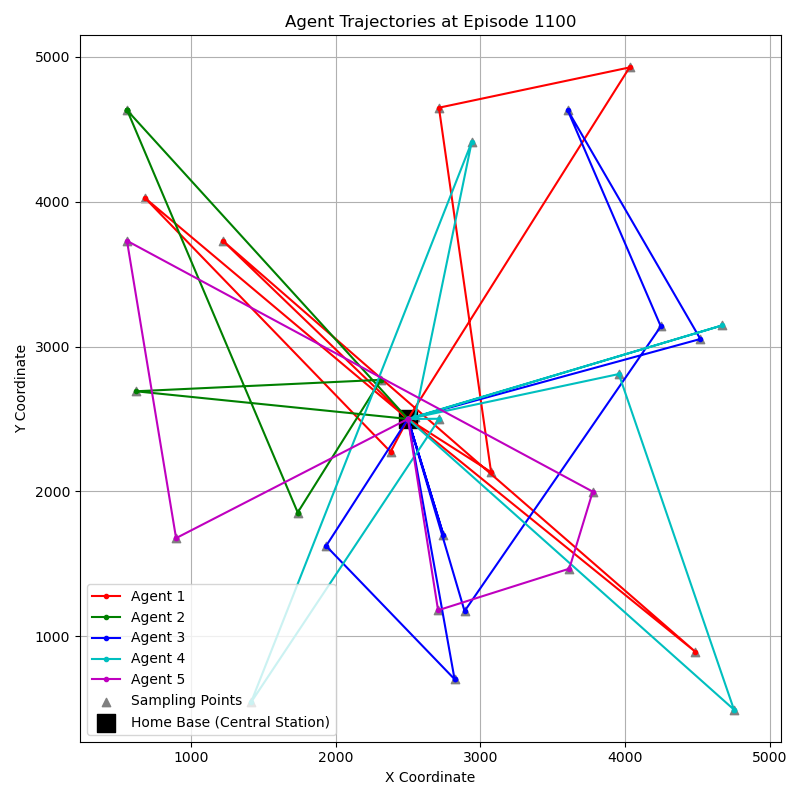 Agent Trajectories at Episode 1100
Y Coordinate
5000
4000
3000
2000
1000
Agent 1
Agent 2
Agent 3
Agent 4
Agent 5
Sampling Points
Home Base (Central Station)
1000 2000 3000 4000 5000
X Coordinate